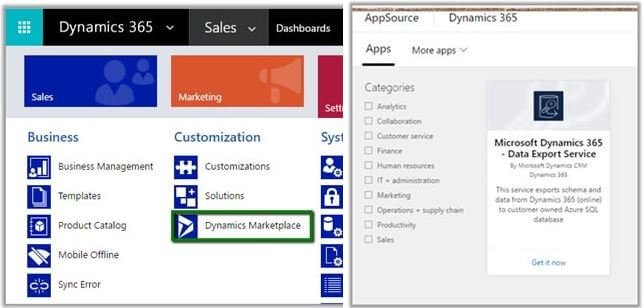 Dynamics 365
Sales
Dashboards
Sales
Marketing
Business
Customization
Business Management
Templates
Product Catalog
Mobile Offline
Sync Error
Customizations
Solutions
Dynamics Marketplace
AppSource
Dynamics 365
Apps
More apps
Categories
Analytics
Collaboration
Customer service
Finance
Human resources
IT + administration
Marketing
Operations + supply chain
Productivity
Sales
Microsoft Dynamics 365
- Data Export Service
By Microsoft Dynamics CRM
Dynamics 365
This service exports schema and
data from Dynamics 365 (online)
to customer owned Azure SQL
database
Get it now